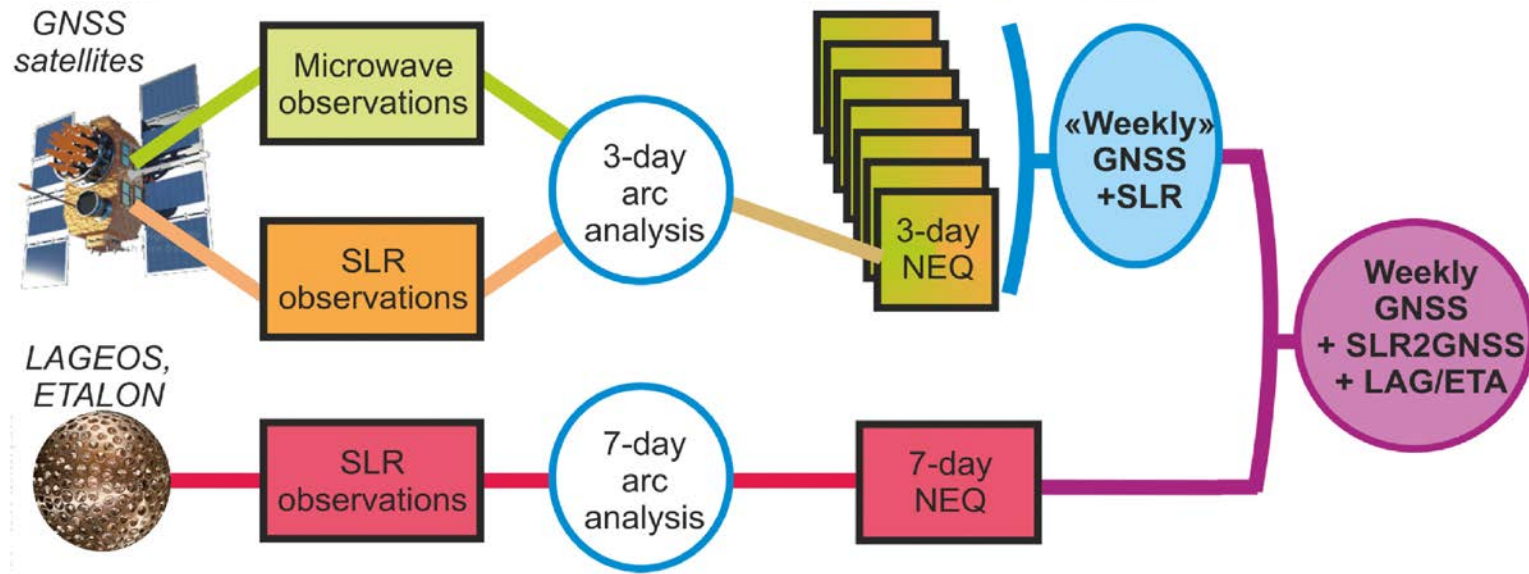 GNSS
satellites
Microwave
observations
SLR
observations
3-day
arc
analysis
3-day
NEQ
«Weekly»
GNSS
+SLR
Weekly
GNSS
+ SLR2GNSS
+ LAG/ETA
LAGEOS,
ETALON
SLR
observations
7-day
arc
analysis
7-day
NEQ